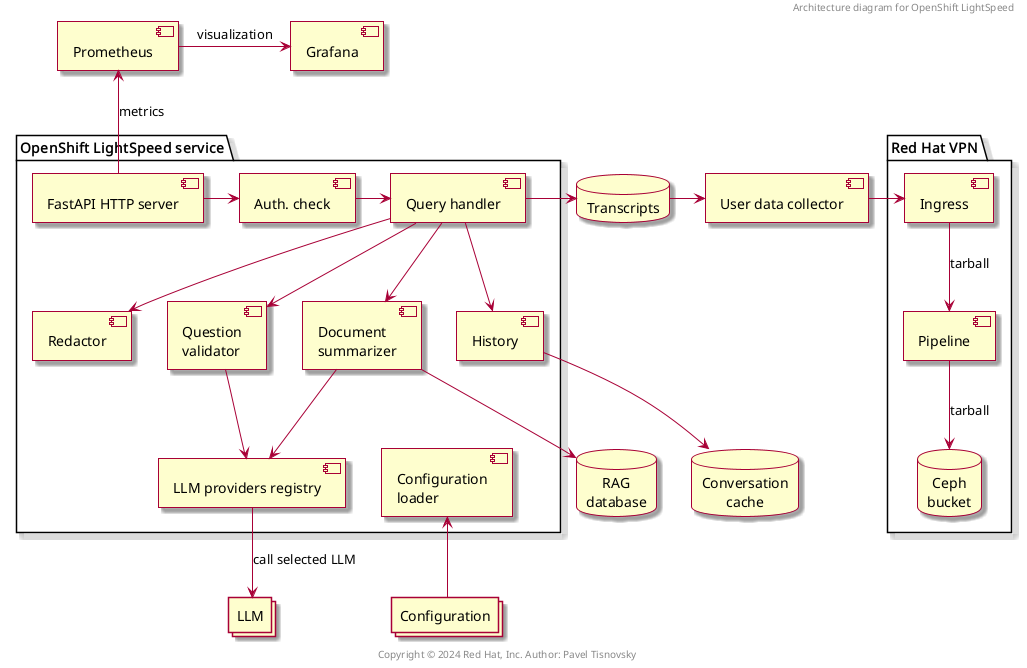 Architecture diagram for OpenShift LightSpeed
Prometheus
visualization
Grafana
metrics
OpenShift LightSpeed service
Red Hat VPN
FastAPI HTTP server
Auth. check
Query handler
Transcripts
User data collector
Ingress
tarball
Redactor
Question
validator
Document
summarizer
History
Pipeline
tarball
LLM providers registry
Configuration
loader
RAG
database
Conversation
cache
Ceph
bucket
call selected LLM
LLM
Configuration
Copyright © 2024 Red Hat, Inc. Author: Pavel Tisnovsky